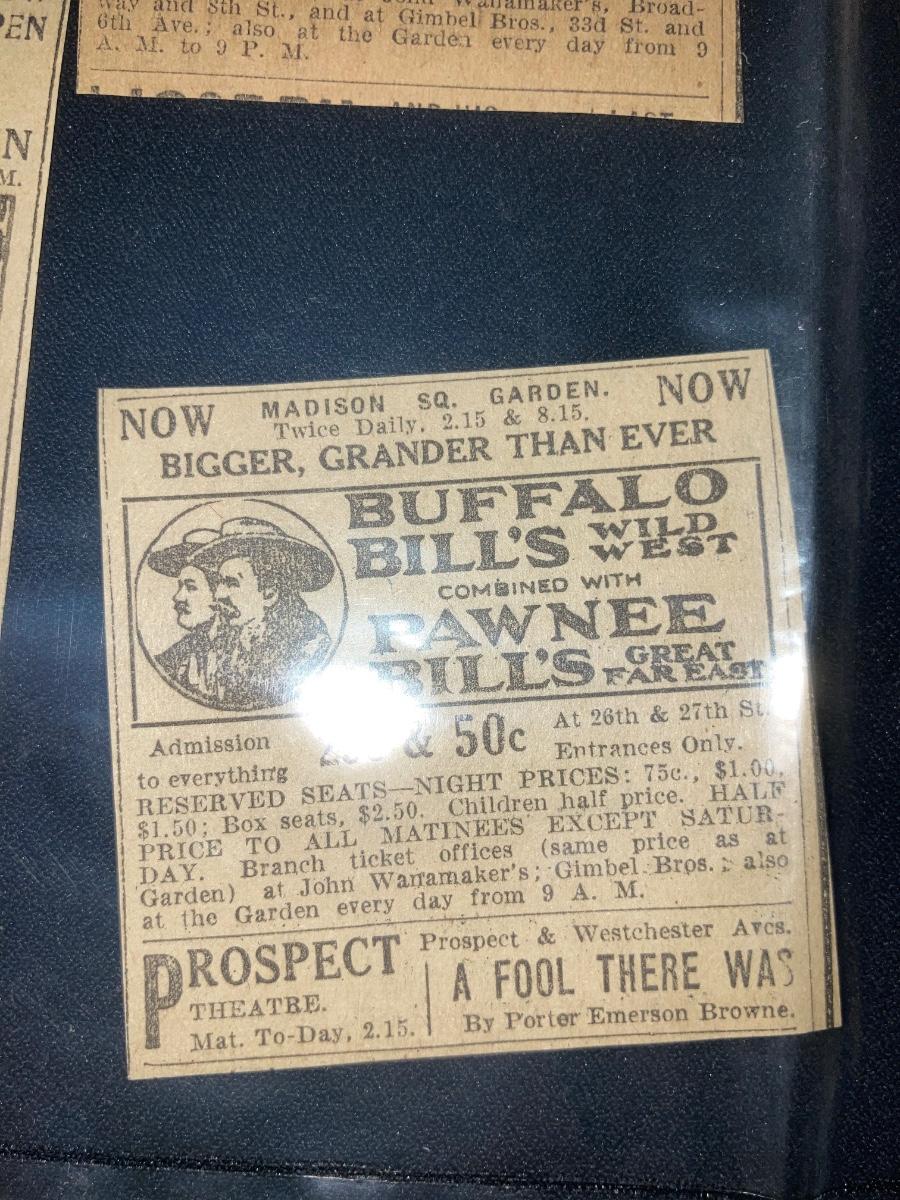 PEN
N
M.
way and 8th St., and at Gimbel Bros., 33d St. and
6th Ave.; also at the Garden every day from 9
A. M. to 9 P. M.
NOW MADISON SQ. GARDEN. NOW
Twice Daily, 2.15 & 8.15.
BIGGER, GRANDER THAN EVER
BUFFALO
BILL'S WILD WEST
COMBINED WITH
PAWNEE
BILL'S GREAT FAR EAST
Admission & 50c At 26th & 27th St.
to everything Entrances Only.
RESERVED SEATS—NIGHT PRICES: 75c., $1.00,
$1.50; Box seats, $2.50. Children half price. HALF
PRICE TO ALL MATINEES EXCEPT SATUR-
DAY. Branch ticket offices (same price as at
Garden) at John Wanamaker's; Gimbel Bros.; also
at the Garden every day from 9 A. M.
PROSPECT Prospect & Westchester Aves.
THEATRE. A FOOL THERE WAS
Mat. To-Day, 2.15. By Porter Emerson Browne.